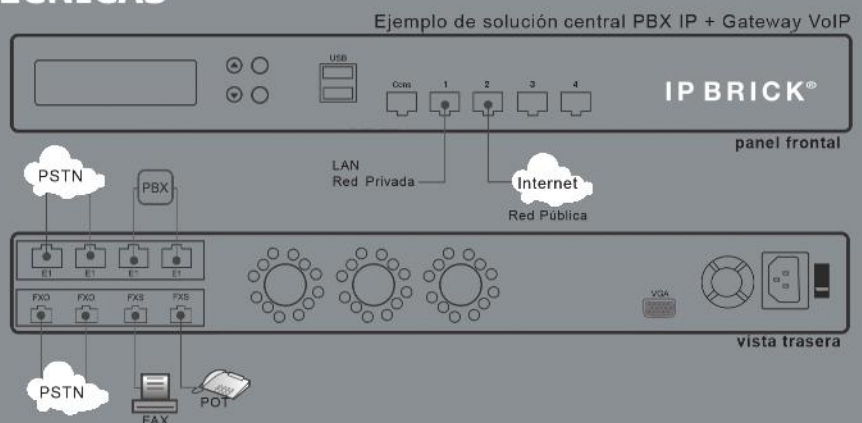 Ejemplo de solución central PBX IP + Gateway VoIP
USB
Cons 1 2 3 4
IPBRICK®
panel frontal
PSTN
PBX
LAN
Red Privada
Internet
Red Pública
E1 E1 E1 E1
FXO FXO FXS FXS
VGA
vista trasera
PSTN
FAX
POT